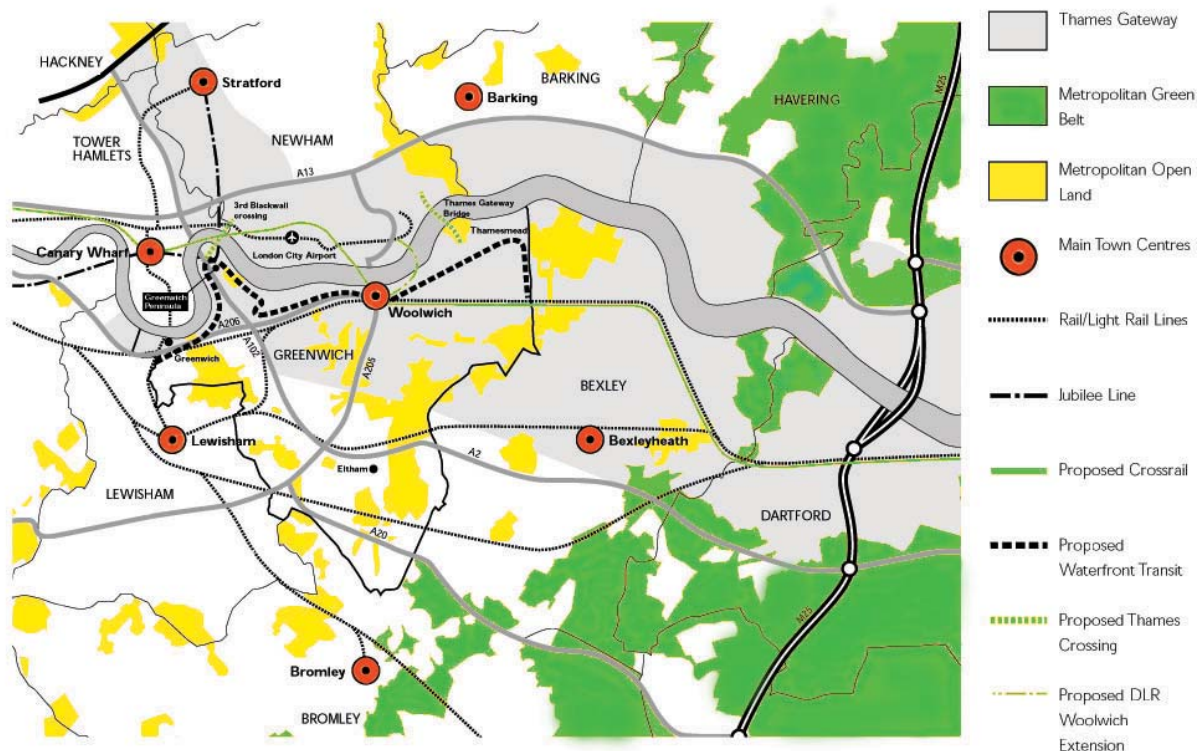 HACKNEY
Stratford
Barking
BARKING
HAVERING
M25
TOWER
HAMLETS
NEWHAM
A13
3rd Blackwall
crossing
Thames Gateway
Bridge
Thamesmead
Canary Wharf
London City Airport
Greenwich
Peninsula
Woolwich
A206
Greenwich
A102
GREENWICH
A205
BEXLEY
Lewisham
Bexleyheath
A2
Eltham
LEWISHAM
DARTFORD
A20
M25
Bromley
BROMLEY
Thames Gateway
Metropolitan Green
Belt
Metropolitan Open
Land
Main Town Centres
Rail/Light Rail Lines
Jubilee Line
Proposed Crossrail
Proposed
Waterfront Transit
Proposed Thames
Crossing
Proposed DLR
Woolwich
Extension